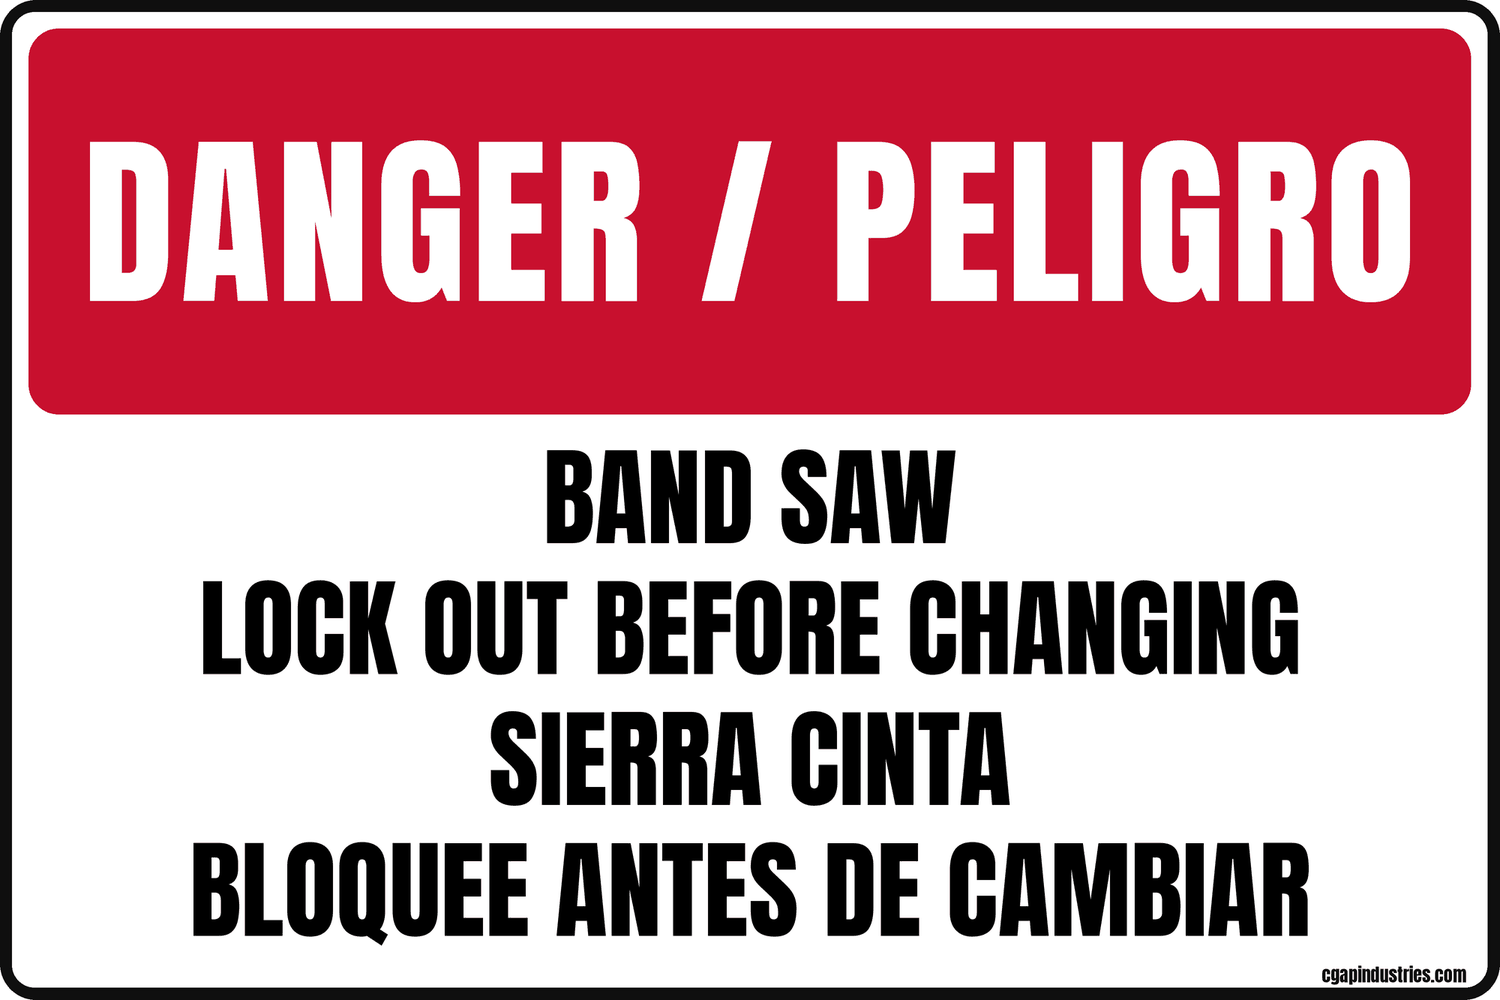 DANGER / PELIGRO
BAND SAW
LOCK OUT BEFORE CHANGING
SIERRA CINTA
BLOQUEE ANTES DE CAMBIAR
cgapindustries.com